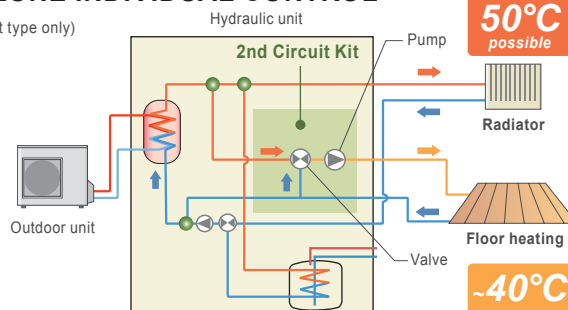 t type only)
Hydraulic unit
50°C
possible
2nd Circuit Kit
Pump
Radiator
Outdoor unit
Floor heating
Valve
~40°C